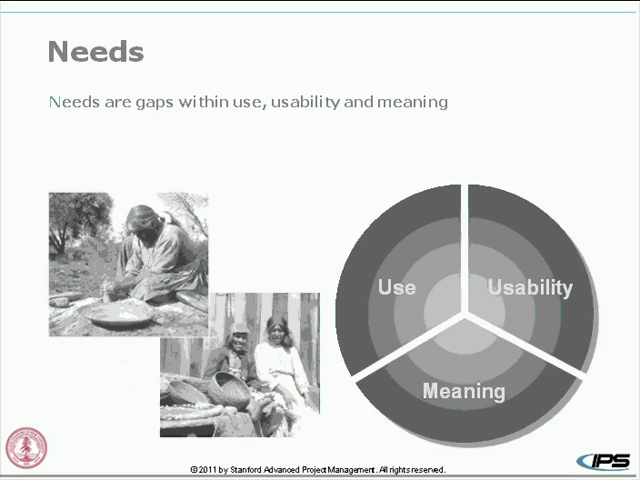 Needs
Needs are gaps within use, usability and meaning
Use
Usability
Meaning
© 2011 by Stanford Advanced Project Management. All rights reserved.
IPS